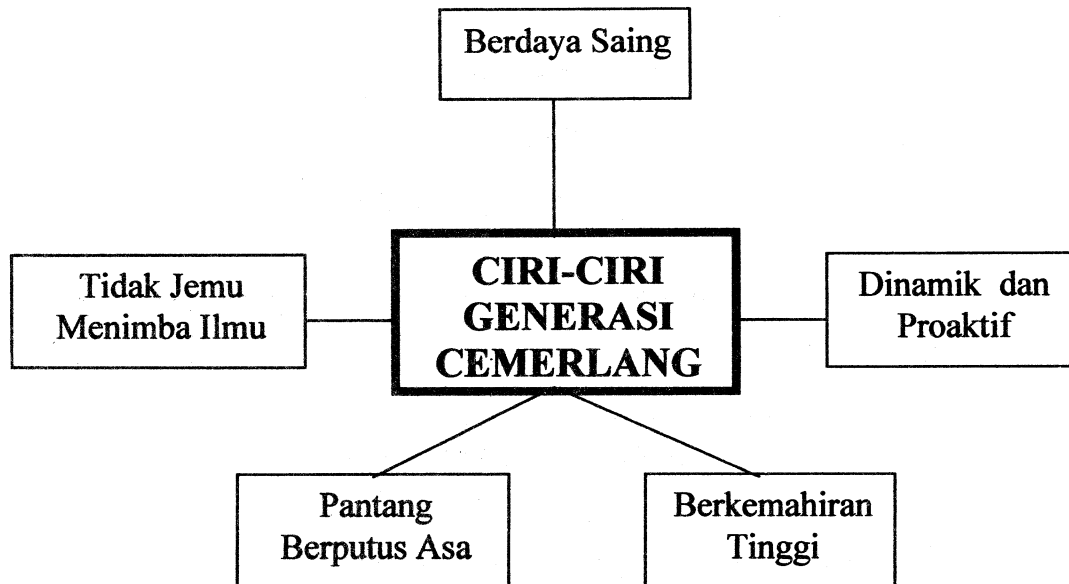 Berdaya Saing
Tidak Jemu
Menimba Ilmu
CIRI-CIRI
GENERASI
CEMERLANG
Dinamik dan
Proaktif
Pantang
Berputus Asa
Berkemahiran
Tinggi